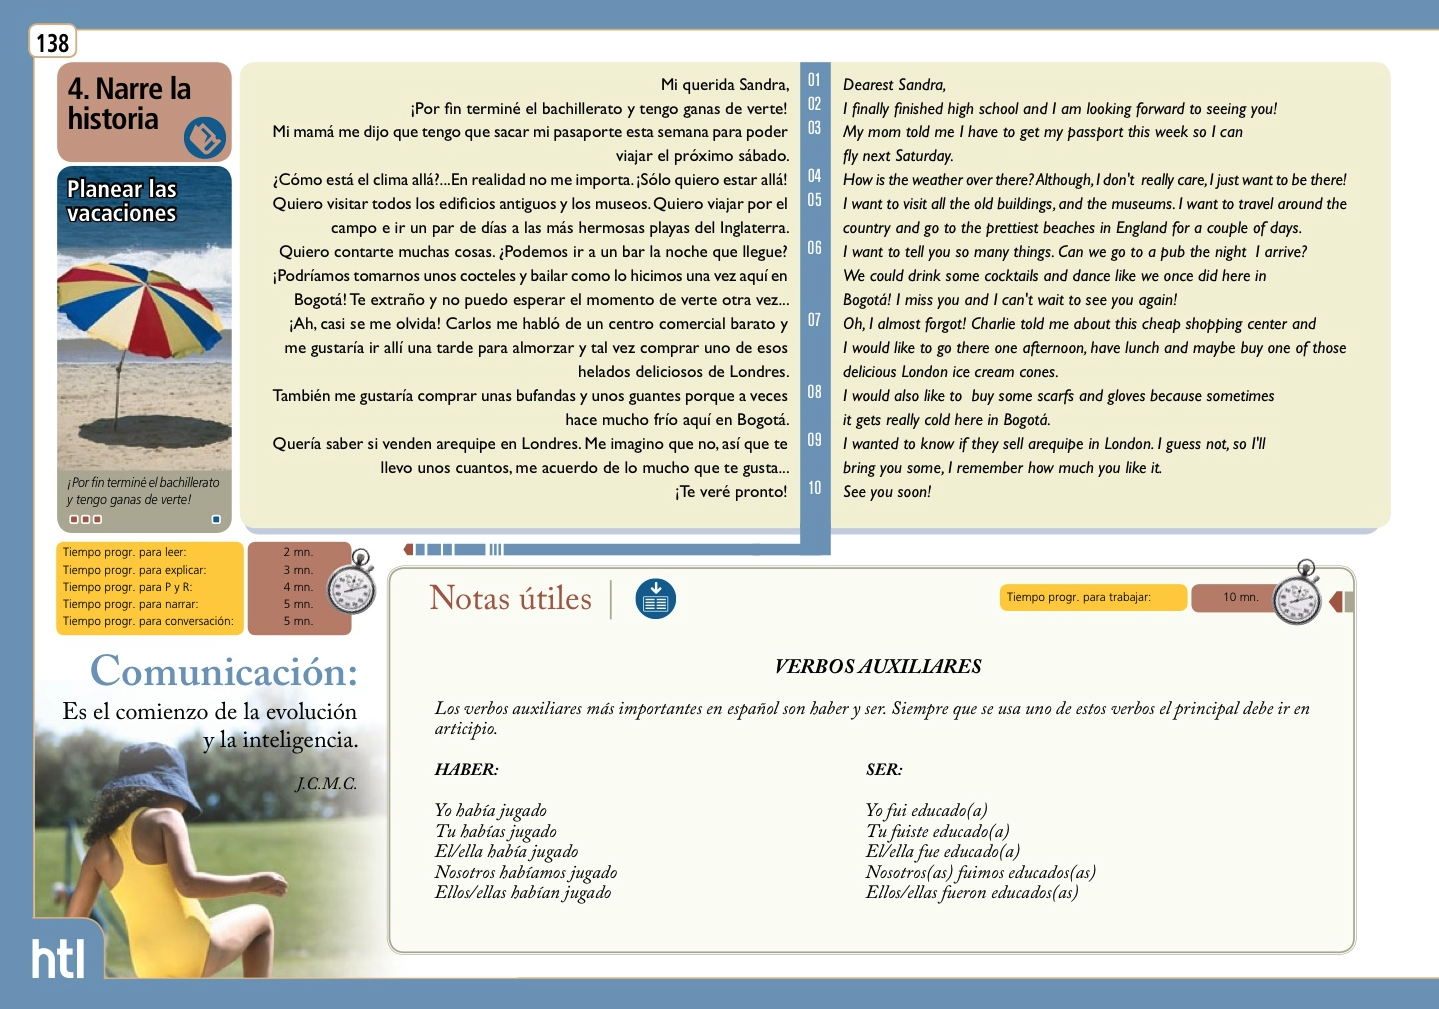 138
4. Narre la
historia
Planear las
vacaciones
¡Por fin terminé el bachillerato
y tengo ganas de verte!
Mi querida Sandra,
¡Por fin terminé el bachillerato y tengo ganas de verte!
Mi mamá me dijo que tengo que sacar mi pasaporte esta semana para poder
viajar el próximo sábado.
¿Cómo está el clima allá?...En realidad no me importa. ¡Sólo quiero estar allá!
Quiero visitar todos los edificios antiguos y los museos. Quiero viajar por el
campo e ir un par de días a las más hermosas playas del Inglaterra.
Quiero contarte muchas cosas. ¿Podemos ir a un bar la noche que llegue?
¡Podríamos tomarnos unos cocteles y bailar como lo hicimos una vez aquí en
Bogotá! Te extraño y no puedo esperar el momento de verte otra vez...
¡Ah, casi se me olvida! Carlos me habló de un centro comercial barato y
me gustaría ir allí una tarde para almorzar y tal vez comprar uno de esos
helados deliciosos de Londres.
También me gustaría comprar unas bufandas y unos guantes porque a veces
hace mucho frío aquí en Bogotá.
Quería saber si venden arequipe en Londres. Me imagino que no, así que te
llevo unos cuantos, me acuerdo de lo mucho que te gusta...
¡Te veré pronto!
01
02
03
04
05
06
07
08
09
10
Dearest Sandra,
I finally finished high school and I am looking forward to seeing you!
My mom told me I have to get my passport this week so I can
fly next Saturday.
How is the weather over there? Although, I don't really care, I just want to be there!
I want to visit all the old buildings, and the museums. I want to travel around the
country and go to the prettiest beaches in England for a couple of days.
I want to tell you so many things. Can we go to a pub the night I arrive?
We could drink some cocktails and dance like we once did here in
Bogotá! I miss you and I can't wait to see you again!
Oh, I almost forgot! Charlie told me about this cheap shopping center and
I would like to go there one afternoon, have lunch and maybe buy one of those
delicious London ice cream cones.
I would also like to buy some scarfs and gloves because sometimes
it gets really cold here in Bogotá.
I wanted to know if they sell arequipe in London. I guess not, so I'll
bring you some, I remember how much you like it.
See you soon!
Tiempo progr. para leer: 2 mn.
Tiempo progr. para explicar: 3 mn.
Tiempo progr. para P y R: 4 mn.
Tiempo progr. para narrar: 5 mn.
Tiempo progr. para conversación: 5 mn.
Comunicación:
Es el comienzo de la evolución
y la inteligencia.
J.C.M.C.
htl
Notas útiles
Tiempo progr. para trabajar: 10 mn.
VERBOS AUXILIARES
Los verbos auxiliares más importantes en español son haber y ser. Siempre que se usa uno de estos verbos el principal debe ir en
articipio.
HABER:
Yo había jugado
Tu habías jugado
El/ella había jugado
Nosotros habíamos jugado
Ellos/ellas habían jugado
SER:
Yo fui educado(a)
Tu fuiste educado(a)
El/ella fue educado(a)
Nosotros(as) fuimos educados(as)
Ellos/ellas fueron educados(as)